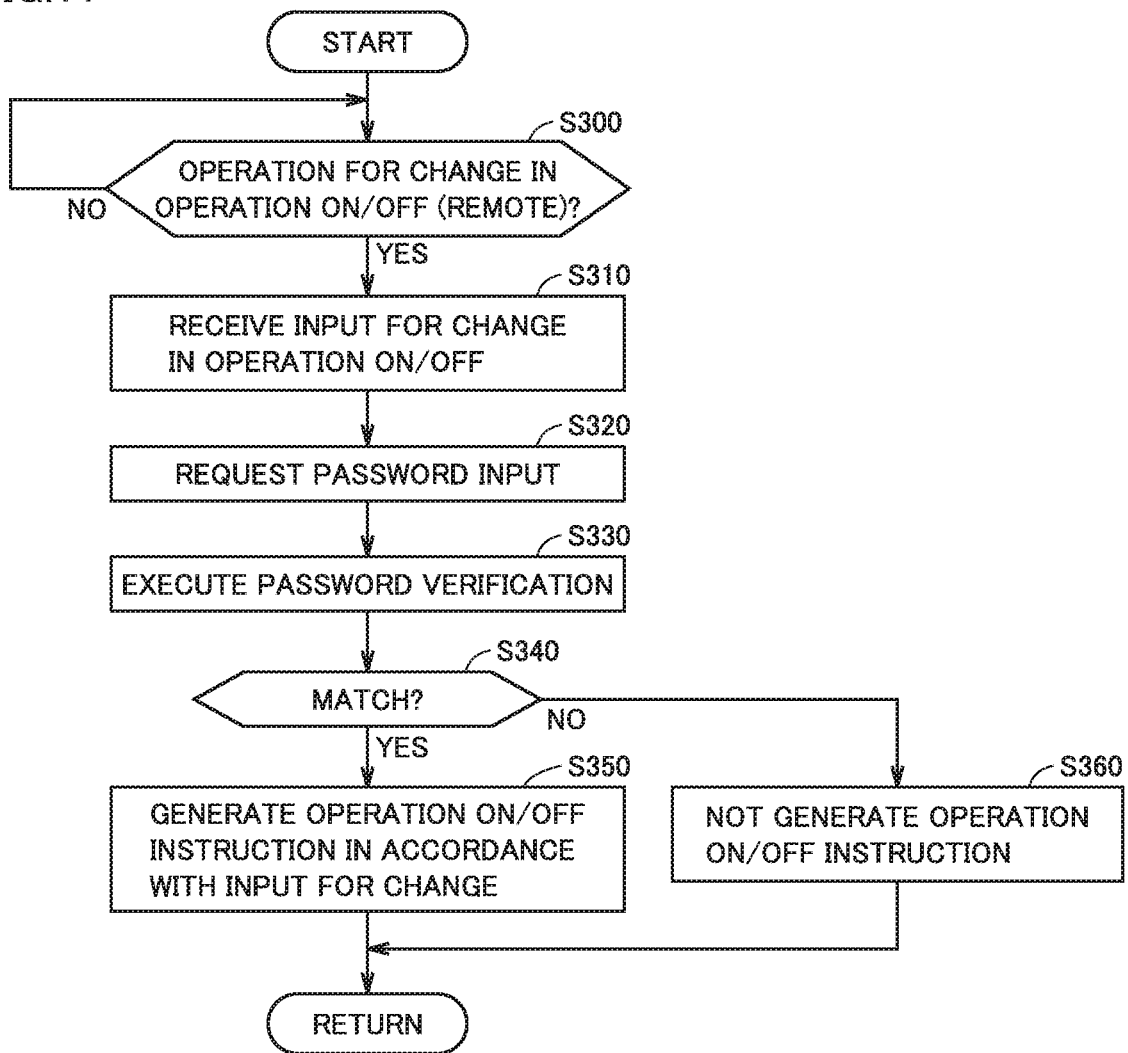 START
S300
OPERATION FOR CHANGE IN
OPERATION ON/OFF (REMOTE)?
NO
YES
S310
RECEIVE INPUT FOR CHANGE
IN OPERATION ON/OFF
S320
REQUEST PASSWORD INPUT
S330
EXECUTE PASSWORD VERIFICATION
S340
MATCH?
NO
YES
S350
GENERATE OPERATION ON/OFF
INSTRUCTION IN ACCORDANCE
WITH INPUT FOR CHANGE
S360
NOT GENERATE OPERATION
ON/OFF INSTRUCTION
RETURN